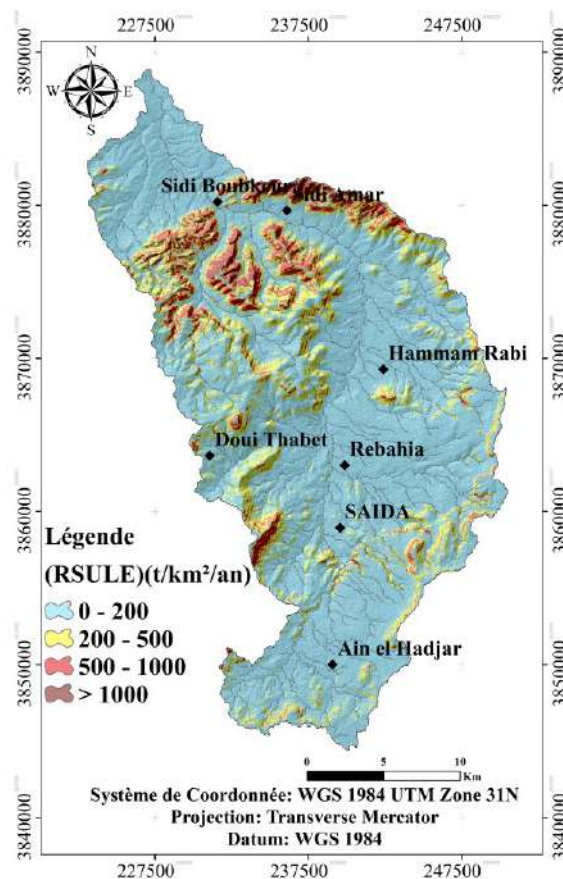 227500 237500 247500
N
W E
S
3890000 3890000
Sidi Boubkeur
Sidi Amar
3880000 3880000
Hammam Rabi
3870000 3870000
Doui Thabet
Rebahia
SAIDA
3860000 3860000
Légende
(RSULE)(t/km²/an)
0 - 200
200 - 500
500 - 1000
> 1000
Ain el Hadjar
3850000 3850000
0 5 10
Km
Système de Coordonnée: WGS 1984 UTM Zone 31N
Projection: Transverse Mercator
Datum: WGS 1984
3840000 3840000
227500 237500 247500